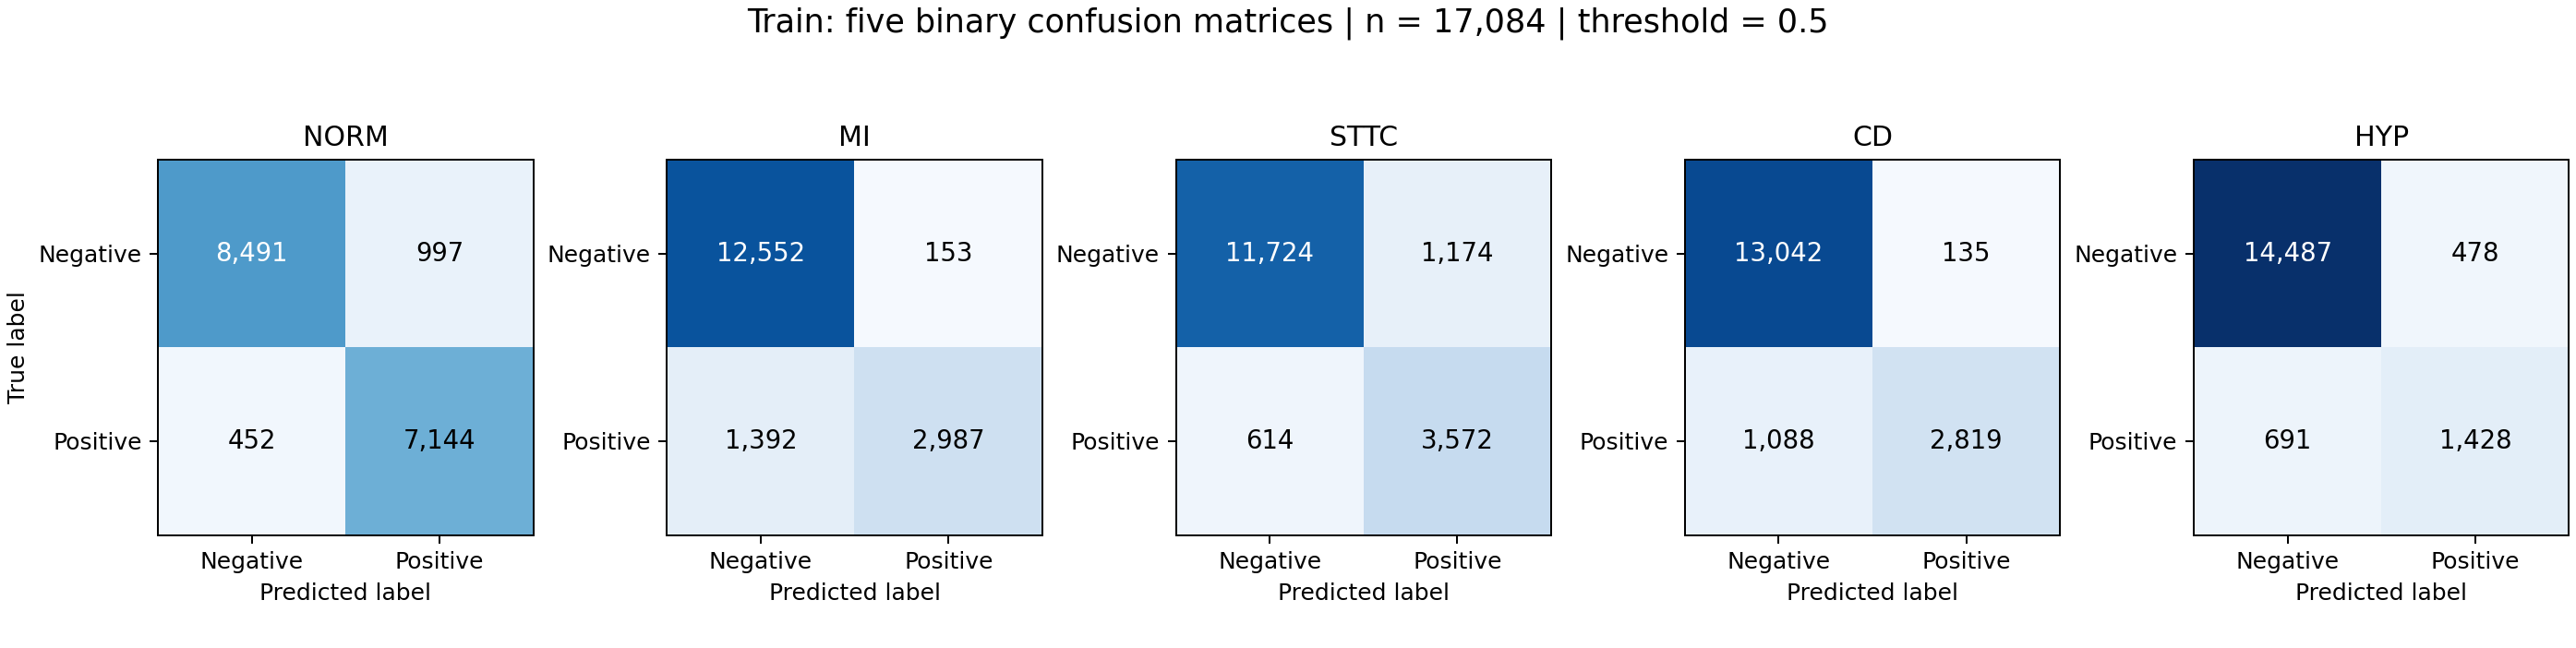 Train: five binary confusion matrices | n = 17,084 | threshold = 0.5
NORM
True label
Negative
8,491
997
Positive
452
7,144
Negative
Positive
Predicted label
MI
Negative
12,552
153
Positive
1,392
2,987
Negative
Positive
Predicted label
STTC
Negative
11,724
1,174
Positive
614
3,572
Negative
Positive
Predicted label
CD
Negative
13,042
135
Positive
1,088
2,819
Negative
Positive
Predicted label
HYP
Negative
14,487
478
Positive
691
1,428
Negative
Positive
Predicted label